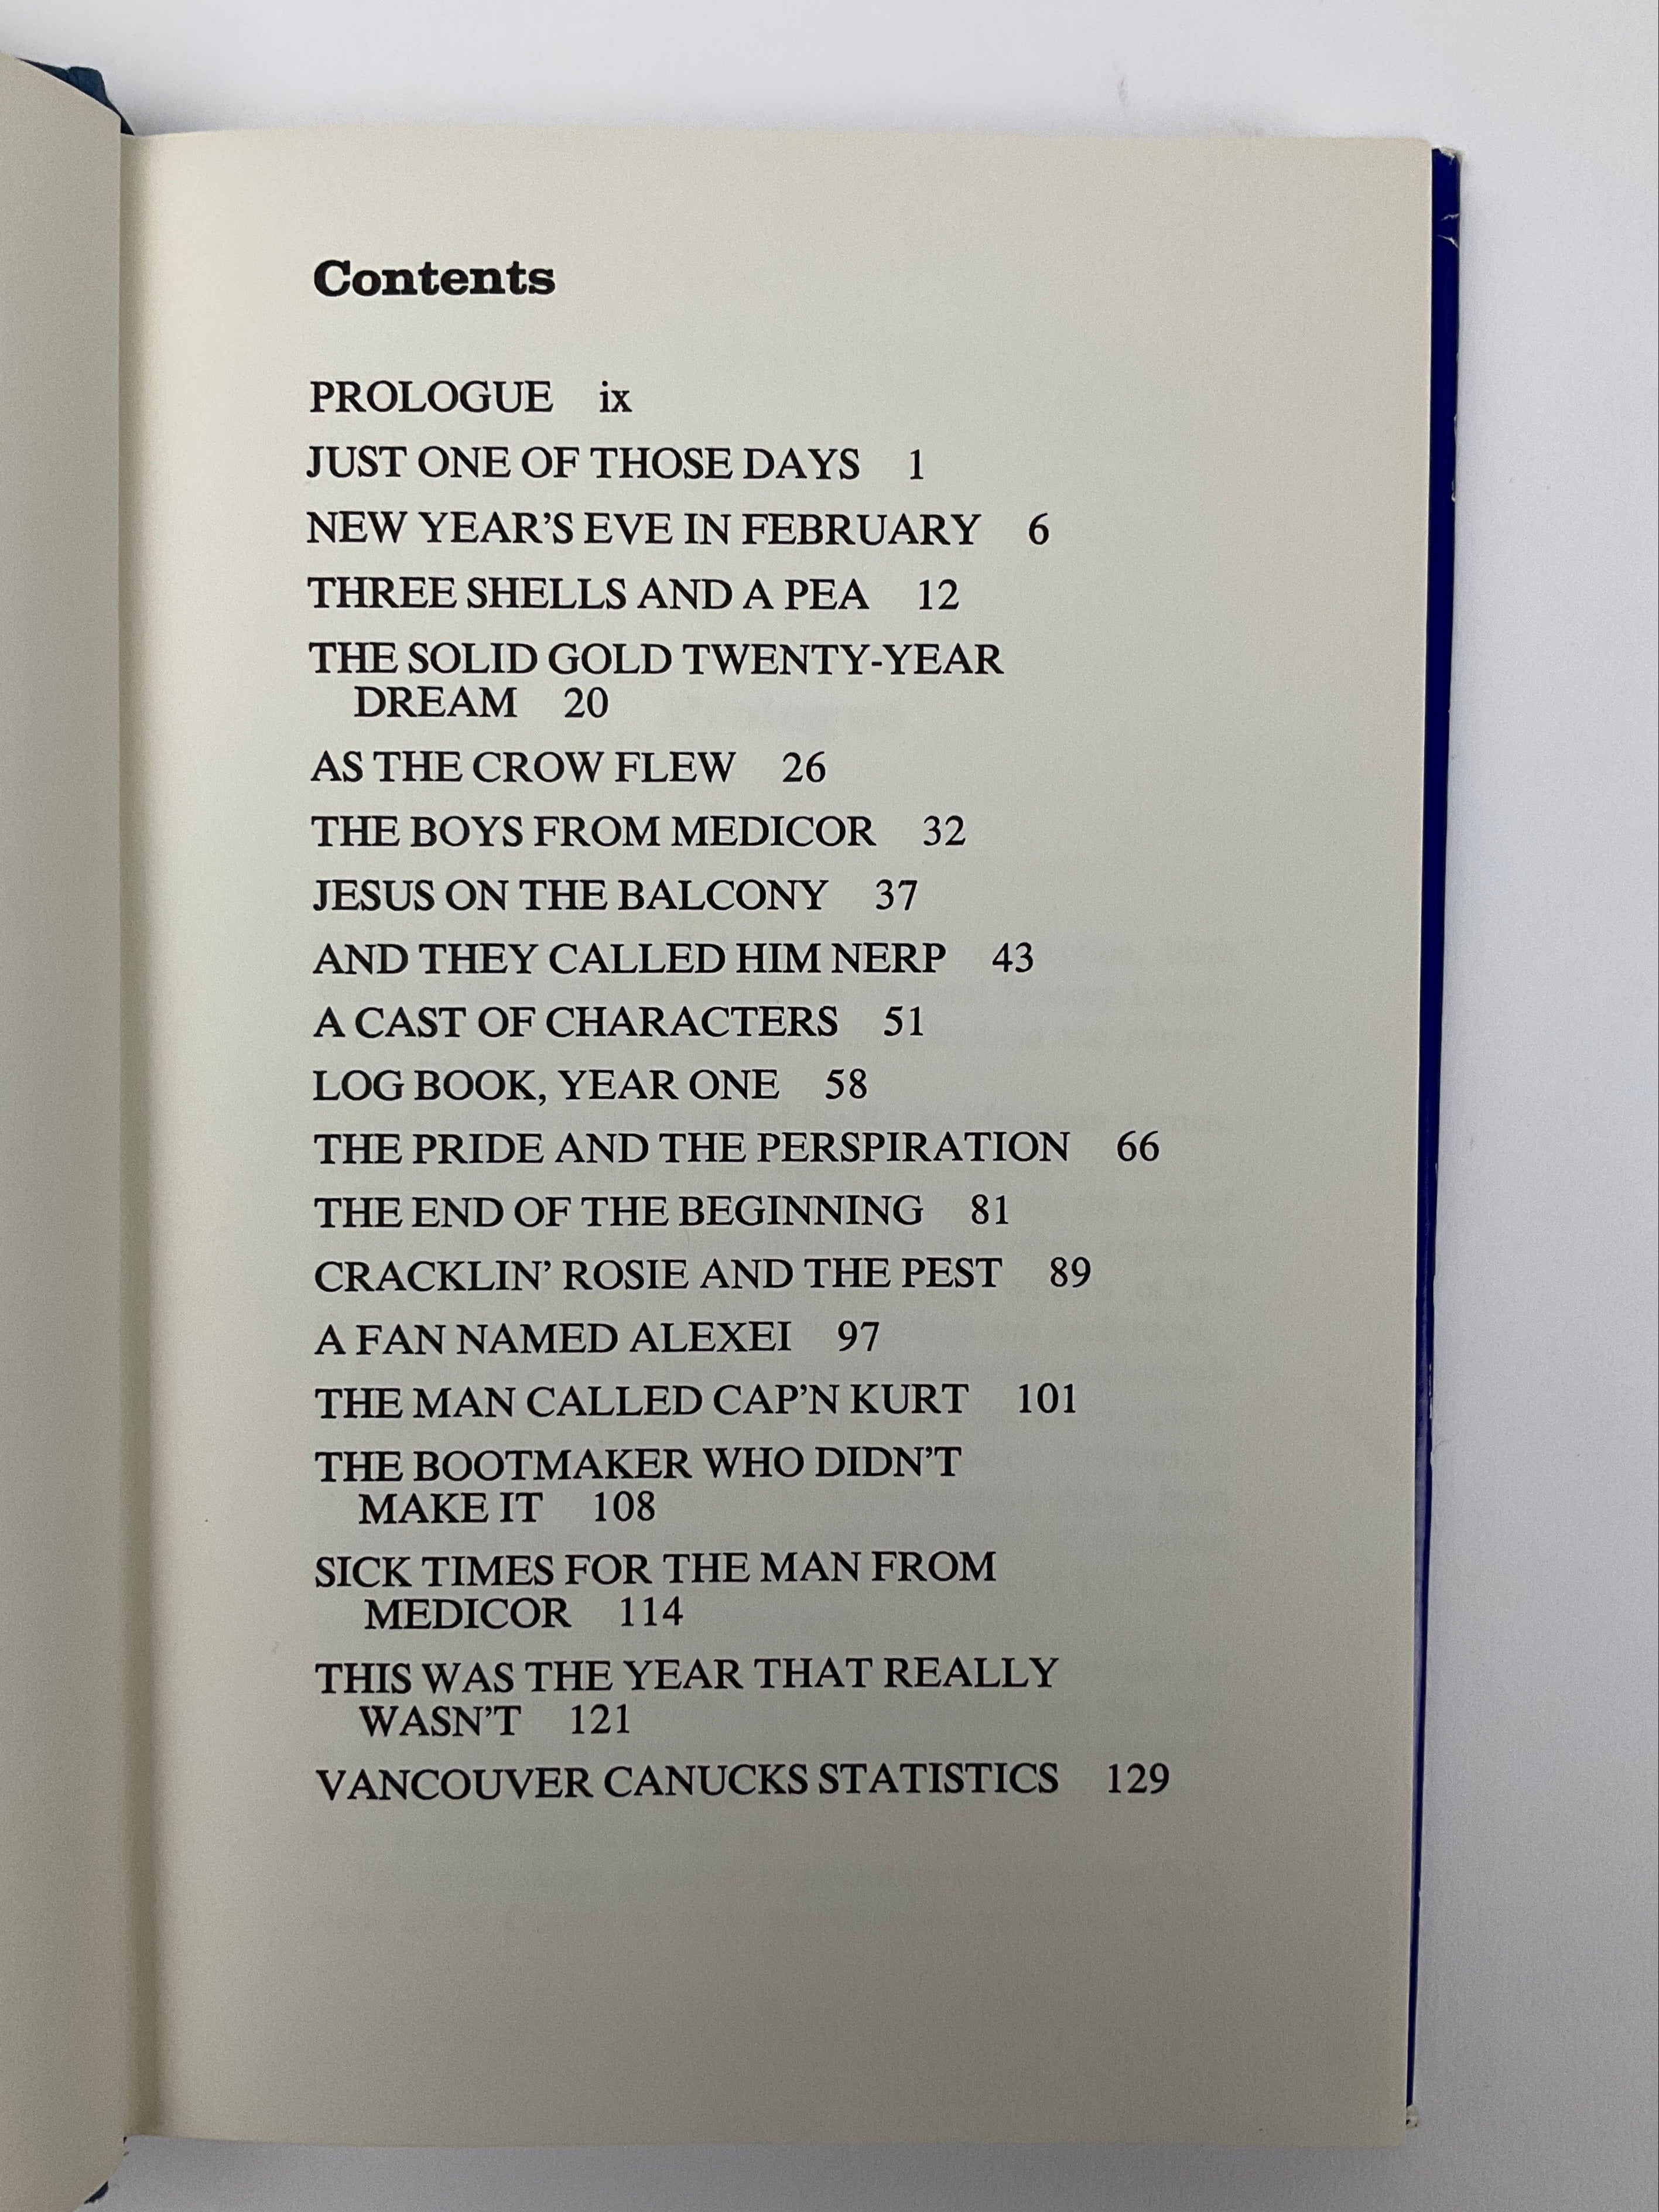 Contents
PROLOGUE ix
JUST ONE OF THOSE DAYS 1
NEW YEAR'S EVE IN FEBRUARY 6
THREE SHELLS AND A PEA 12
THE SOLID GOLD TWENTY-YEAR
DREAM 20
AS THE CROW FLEW 26
THE BOYS FROM MEDICOR 32
JESUS ON THE BALCONY 37
AND THEY CALLED HIM NERP 43
A CAST OF CHARACTERS 51
LOG BOOK, YEAR ONE 58
THE PRIDE AND THE PERSPIRATION 66
THE END OF THE BEGINNING 81
CRACKLIN' ROSIE AND THE PEST 89
A FAN NAMED ALEXEI 97
THE MAN CALLED CAP'N KURT 101
THE BOOTMAKER WHO DIDN'T
MAKE IT 108
SICK TIMES FOR THE MAN FROM
MEDICOR 114
THIS WAS THE YEAR THAT REALLY
WASN'T 121
VANCOUVER CANUCKS STATISTICS 129